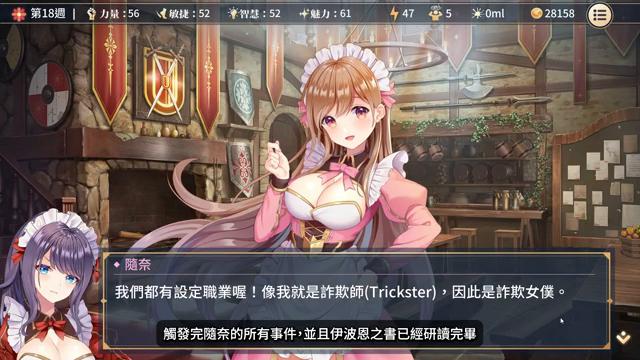 第18週 | 力量:56 敏捷:52 智慧:52 魅力:61 47 5 0ml 28158
隨奈
我們都有設定職業喔！像我就是詐欺師(Trickster)，因此是詐欺女僕。
觸發完隨奈的所有事件,並且伊波恩之書已經研讀完畢